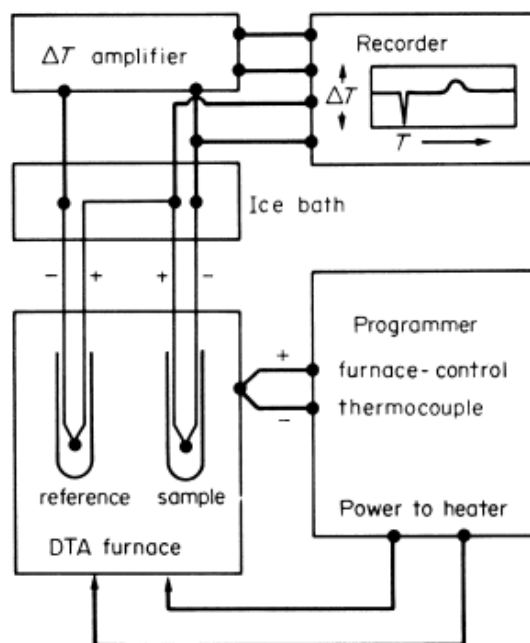 ΔT amplifier
Recorder
ΔT
T
Ice bath
− + + −
Programmer
+
furnace-control
thermocouple
−
reference sample
DTA furnace
Power to heater